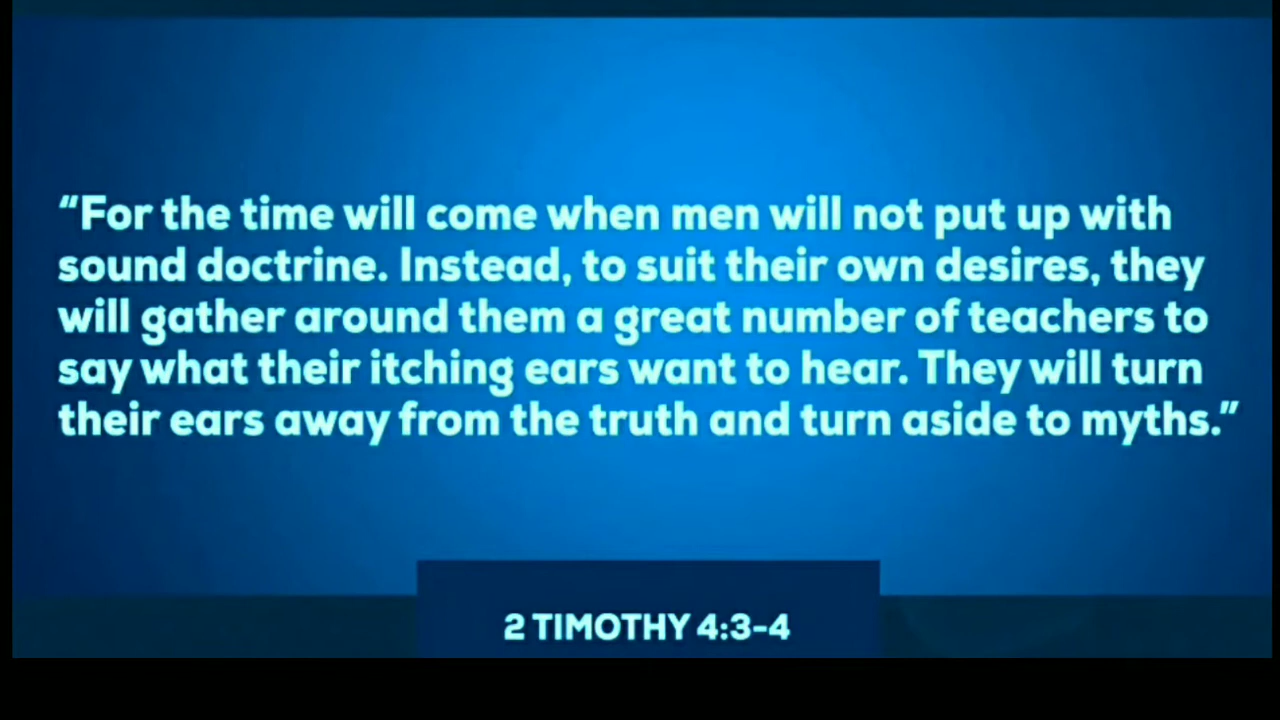 “For the time will come when men will not put up with
sound doctrine. Instead, to suit their own desires, they
will gather around them a great number of teachers to
say what their itching ears want to hear. They will turn
their ears away from the truth and turn aside to myths.”
2 TIMOTHY 4:3-4